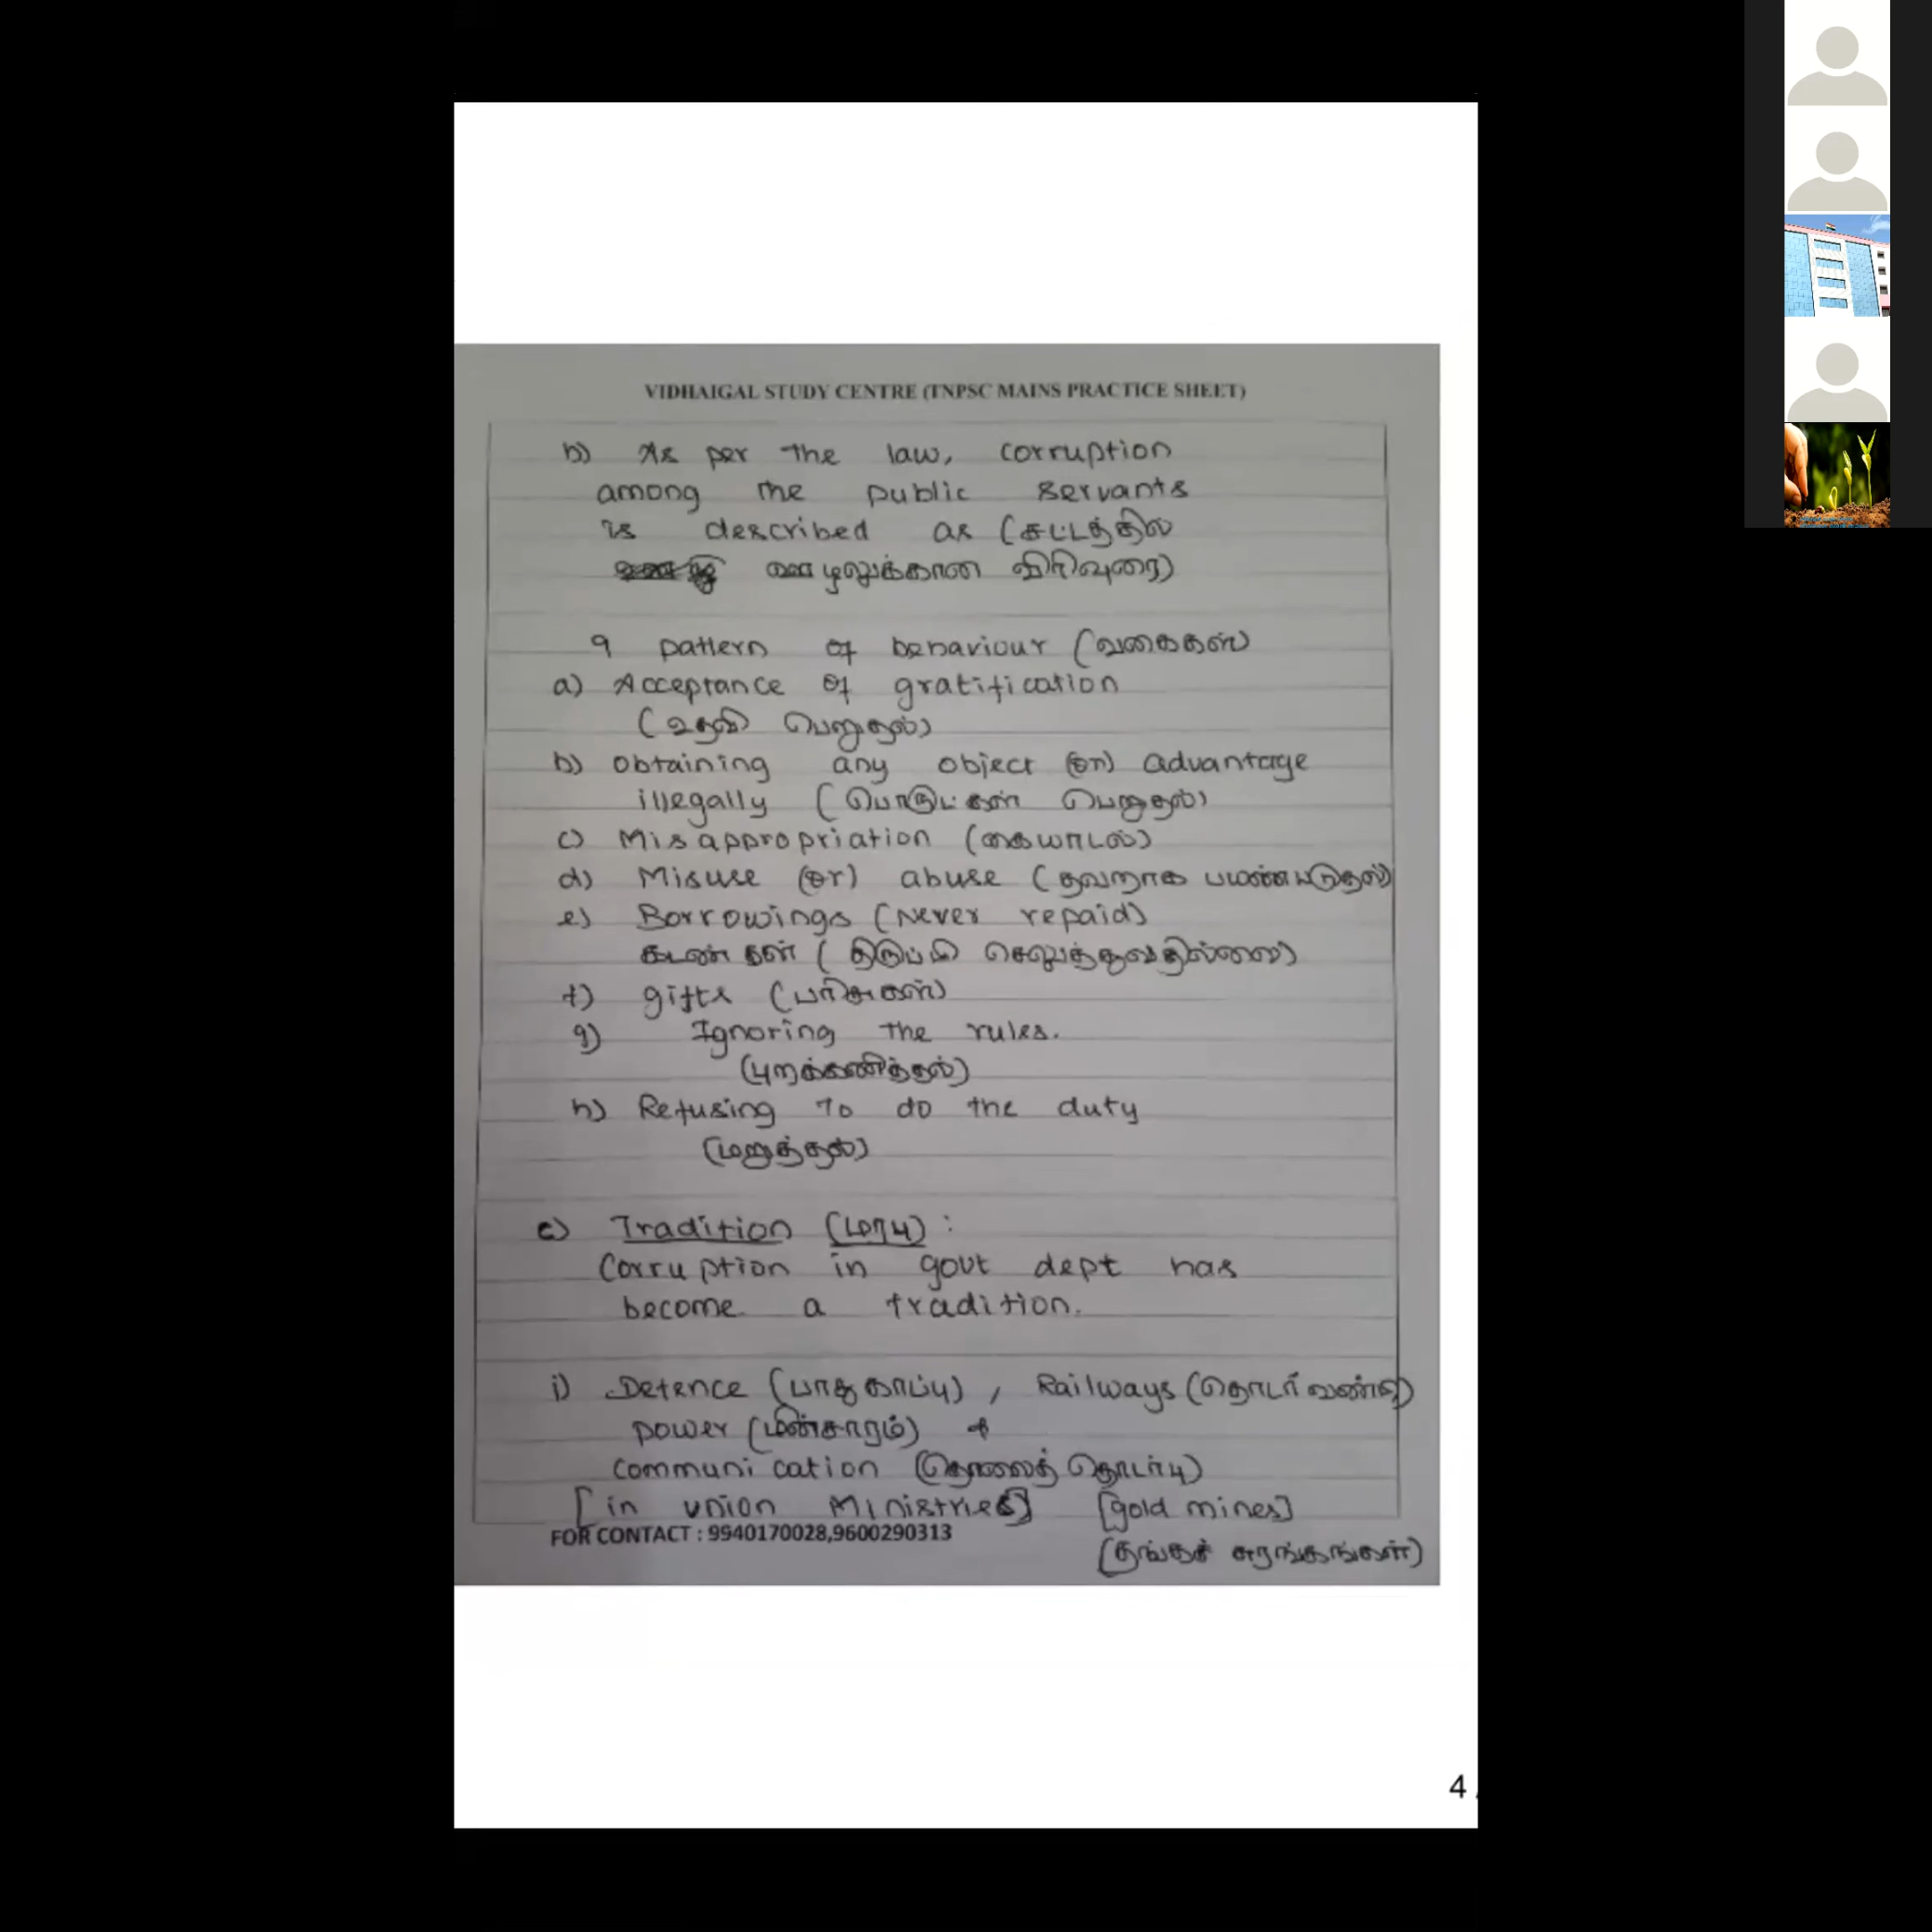 VIDHAIGAL STUDY CENTRE (TNPSC MAINS PRACTICE SHEET)
b) As per the law, corruption
among the public servants
is described as (சட்டத்தில்
ஊழலுக்கான விரிவுரை)
9 pattern of behaviour (வகைகள்)
a) Acceptance of gratification
(உதவி பெறுதல்)
b) obtaining any object (or) advantage
illegally (பொருட்கள் பெறுதல்)
c) Misappropriation (கையாடல்)
d) Misuse (or) abuse (தவறாக பயன்படுத்தல்)
e) Borrowings (Never repaid)
கடன்கள் (திருப்பி செலுத்துவதில்லை)
f) gifts (பரிசுகள்)
g) Ignoring the rules.
(புறக்கணித்தல்)
h) Refusing to do the duty
(மறுத்தல்)
c) Tradition (மரபு) :
Corruption in govt dept has
become a tradition.
i) Defence (பாதுகாப்பு), Railways (தொடர்வண்டி)
power (மின்சாரம்) &
communication (தொலைத் தொடர்பு)
[in union Ministries] [gold mines]
FOR CONTACT : 9940170028,9600290313
[தங்கச் சுரங்கங்கள்]
4